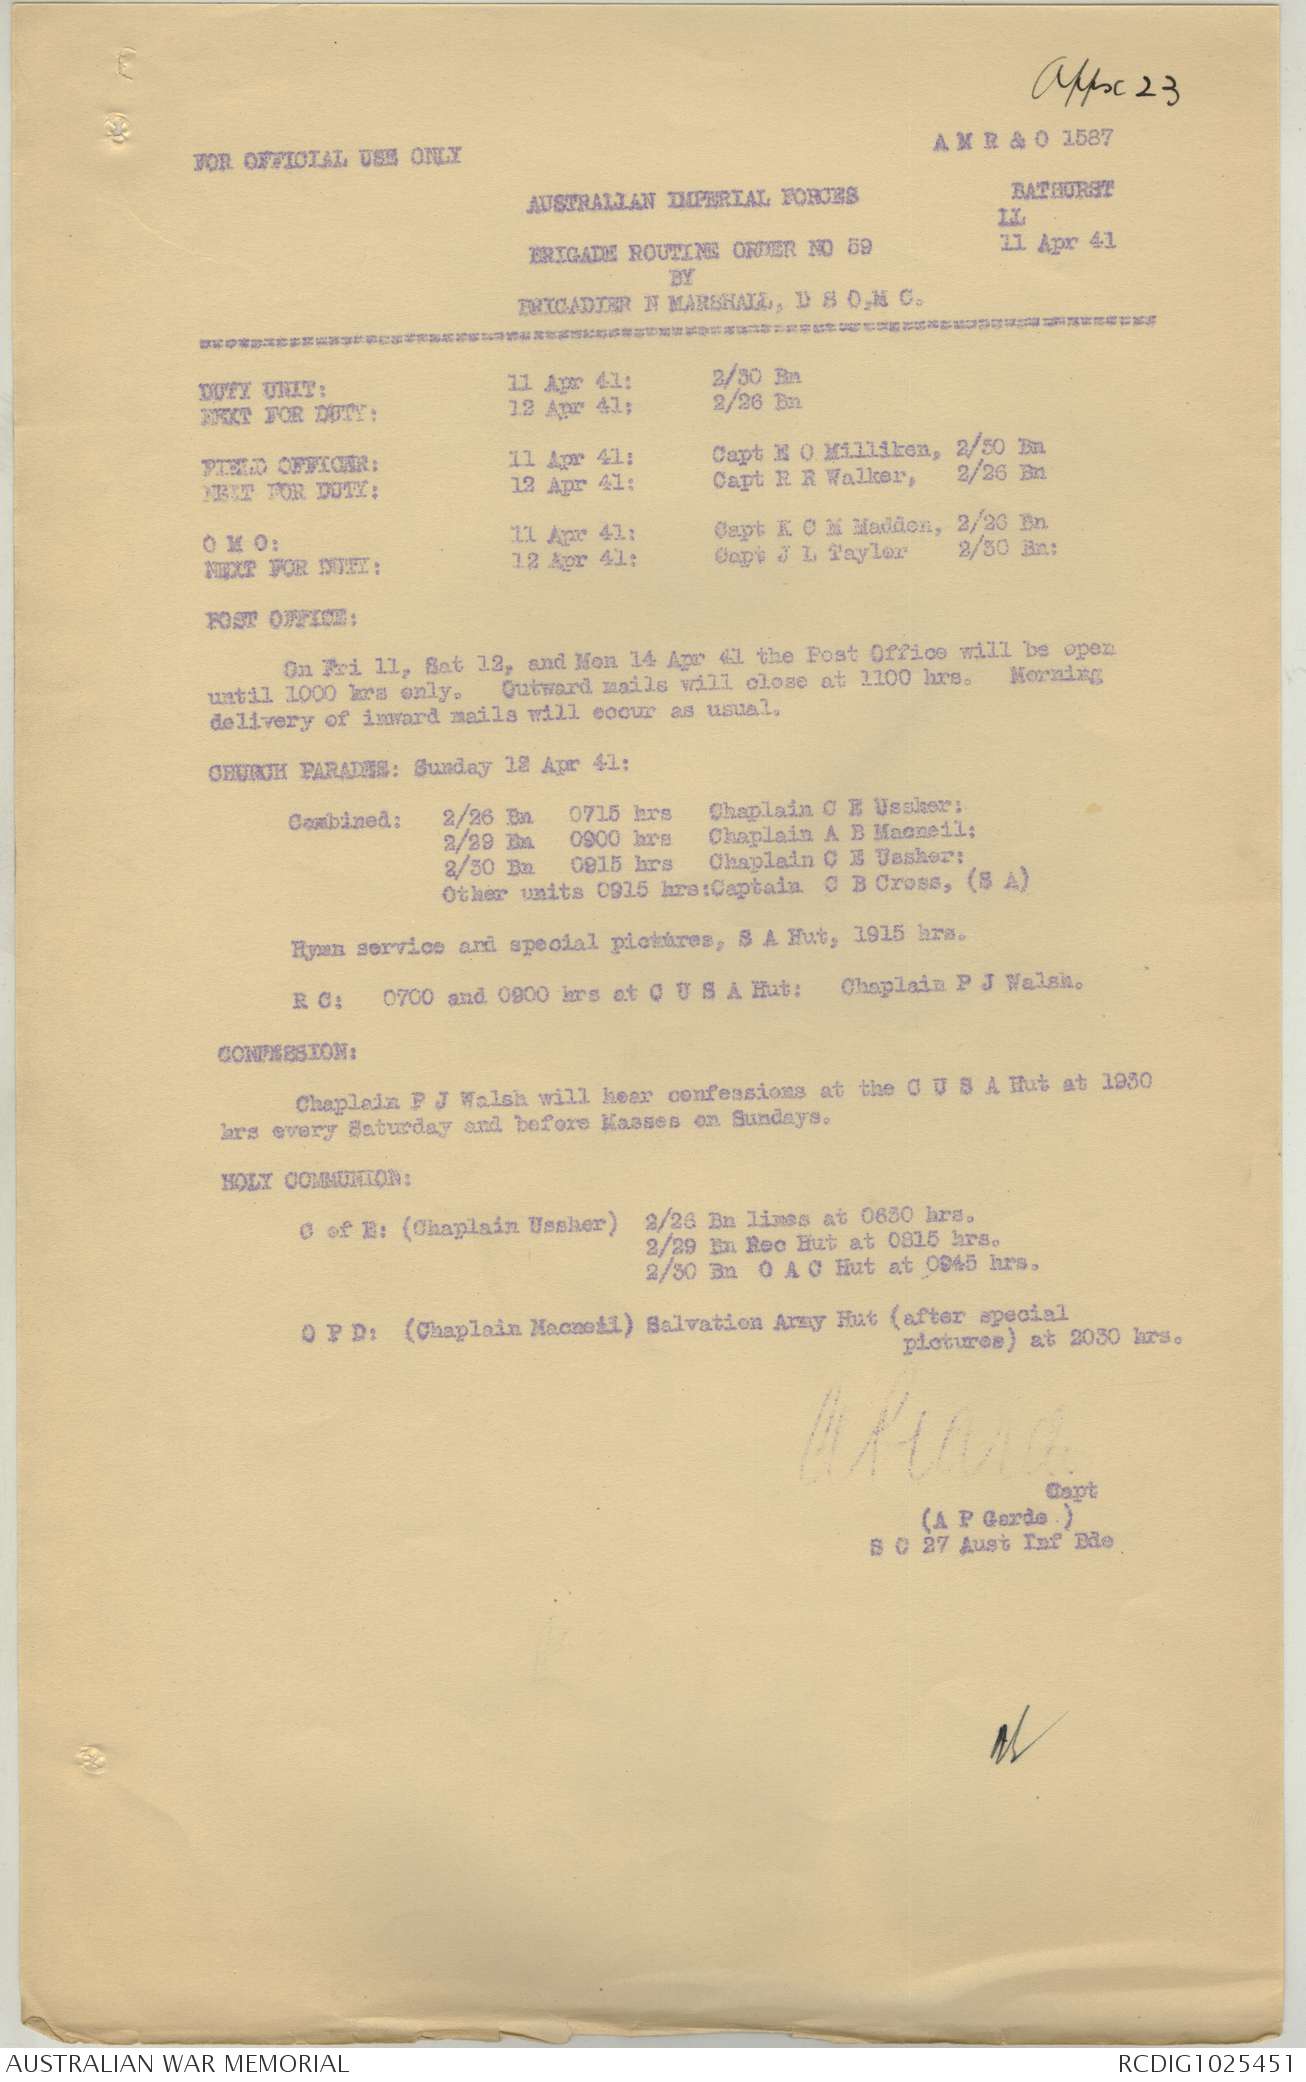 Appx 23
A M R & O 1587
FOR OFFICIAL USE ONLY
AUSTRALIAN IMPERIAL FORCES
BATHURST
11 Apr 41
BRIGADE ROUTINE ORDER NO 59
BY
BRIGADIER N MARSHALL, D S O,M C.
DUTY UNIT: 11 Apr 41: 2/30 Bn
NEXT FOR DUTY: 12 Apr 41: 2/26 Bn
FIELD OFFICER: 11 Apr 41: Capt E O Milliken, 2/30 Bn
NEXT FOR DUTY: 12 Apr 41: Capt R R Walker, 2/26 Bn
O M O: 11 Apr 41: Capt K C M Madden, 2/26 Bn
NEXT FOR DUTY: 12 Apr 41: Capt J L Taylor 2/30 Bn:
POST OFFICE:
On Fri 11, Sat 12, and Mon 14 Apr 41 the Post Office will be open
until 1000 hrs only. Outward mails will close at 1100 hrs. Morning
delivery of inward mails will occur as usual.
CHURCH PARADES: Sunday 12 Apr 41:
Combined: 2/26 Bn 0715 hrs Chaplain C E Ussher:
2/29 Bn 0900 hrs Chaplain A B Macneil:
2/30 Bn 0915 hrs Chaplain C E Ussher:
Other units 0915 hrs:Captain C B Cross, (S A)
Hymn service and special pictures, S A Hut, 1915 hrs.
R C: 0700 and 0900 hrs at C U S A Hut: Chaplain P J Walsh.
CONFESSION:
Chaplain P J Walsh will hear confessions at the C U S A Hut at 1930
hrs every Saturday and before Masses on Sundays.
HOLY COMMUNION:
C of E: (Chaplain Ussher) 2/26 Bn lines at 0630 hrs.
2/29 Bn Rec Hut at 0815 hrs.
2/30 Bn O A C Hut at 0945 hrs.
O P D: (Chaplain Macneil) Salvation Army Hut (after special
pictures) at 2030 hrs.
Capt
(A P Garde )
S C 27 Aust Inf Bde
AUSTRALIAN WAR MEMORIAL
RCDIG1025451